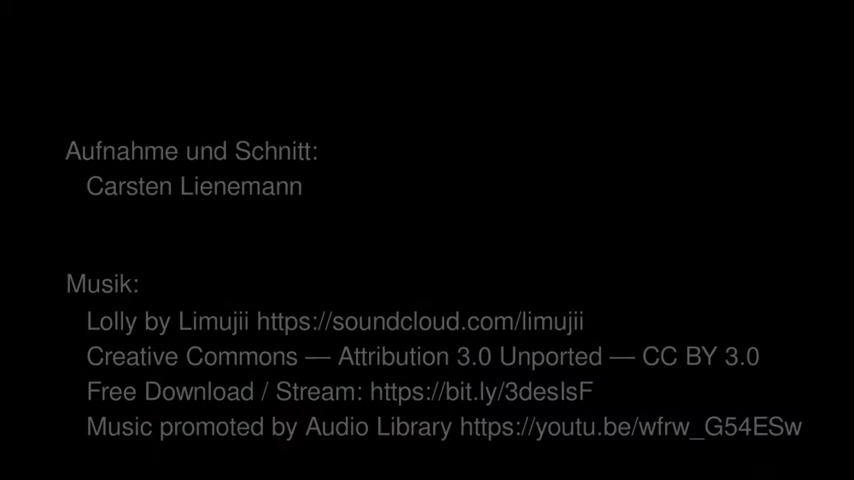 Aufnahme und Schnitt:
Carsten Lienemann
Musik:
Lolly by Limujii https://soundcloud.com/limujii
Creative Commons — Attribution 3.0 Unported — CC BY 3.0
Free Download / Stream: https://bit.ly/3desIsF
Music promoted by Audio Library https://youtu.be/wfrw_G54ESw